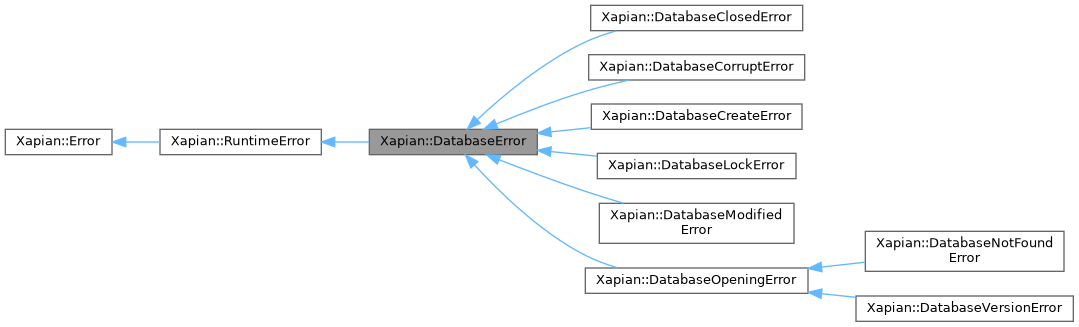 Xapian::DatabaseClosedError
Xapian::DatabaseCorruptError
Xapian::DatabaseCreateError
Xapian::Error
Xapian::RuntimeError
Xapian::DatabaseError
Xapian::DatabaseLockError
Xapian::DatabaseModified
Error
Xapian::DatabaseNotFound
Error
Xapian::DatabaseOpeningError
Xapian::DatabaseVersionError